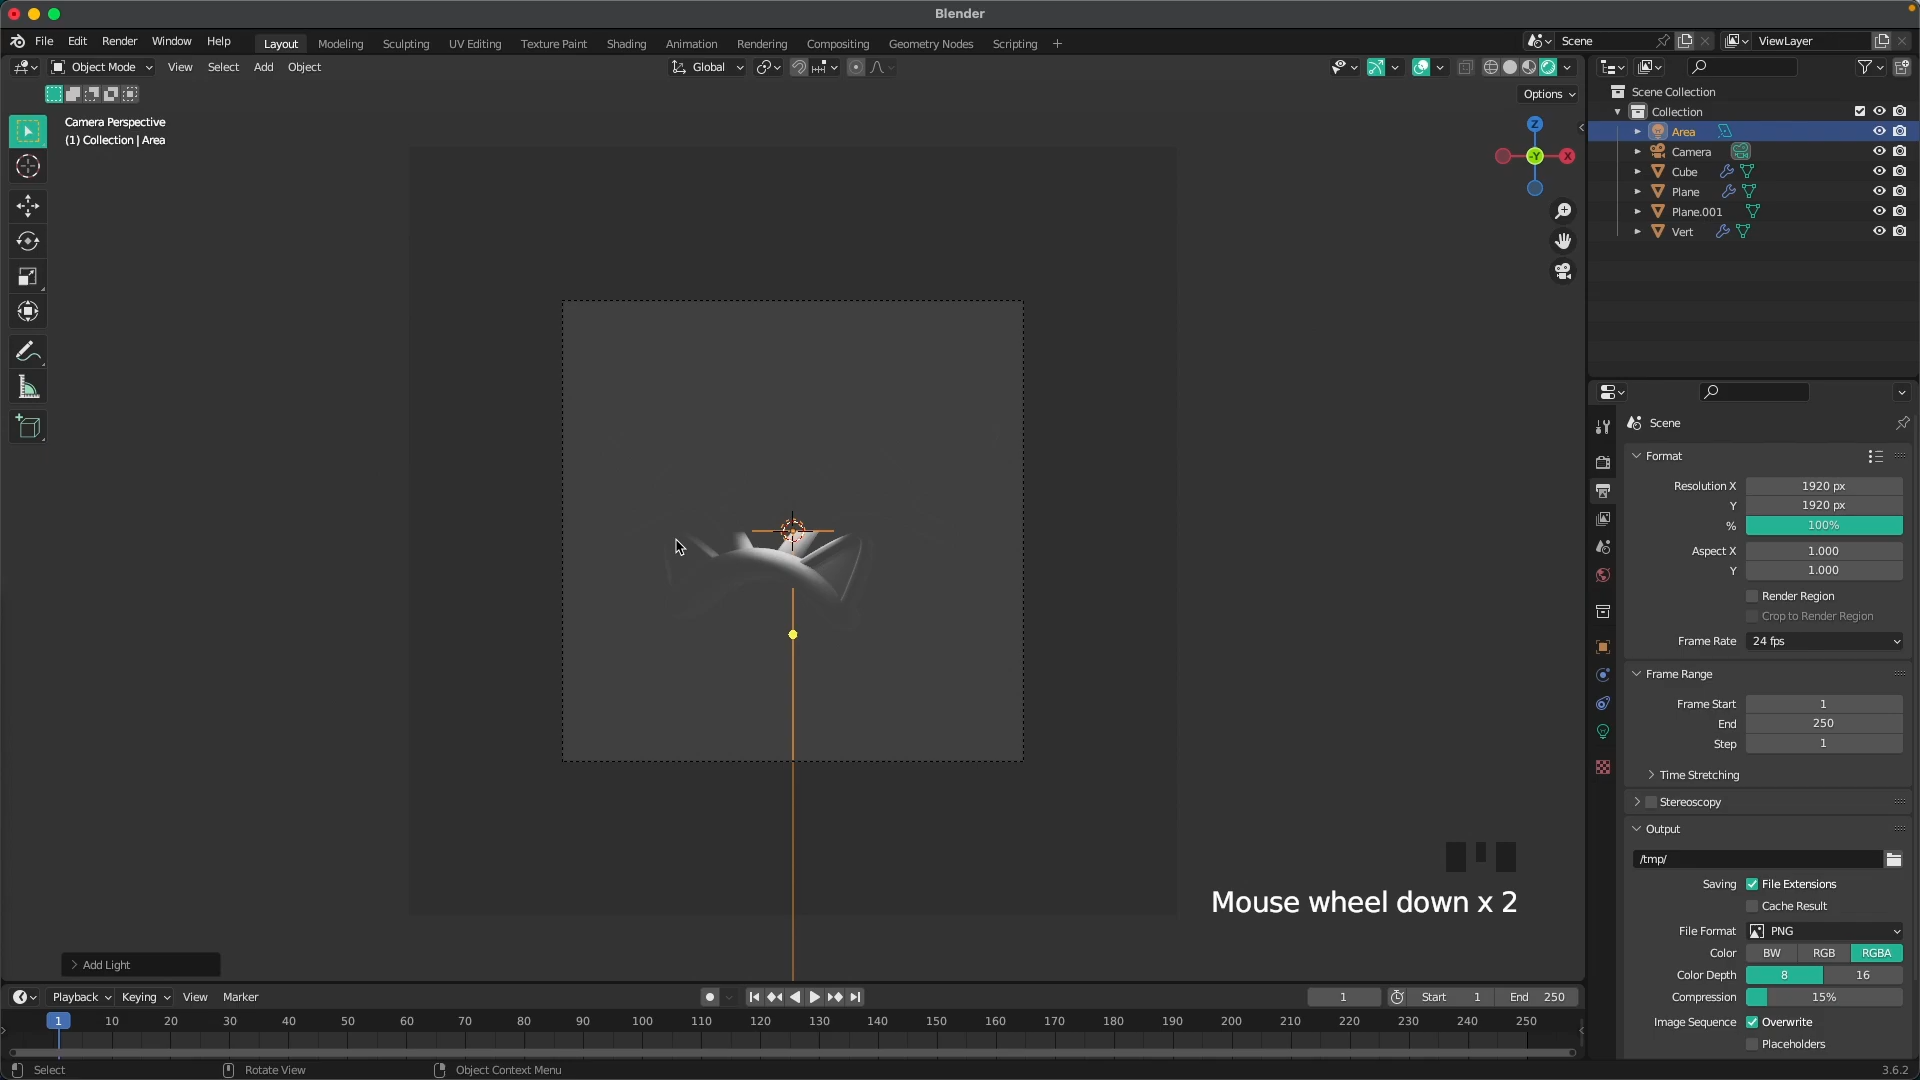 Blender
File Edit Render Window Help
Layout Modeling Sculpting UV Editing Texture Paint Shading Animation Rendering Compositing Geometry Nodes Scripting +
Scene
ViewLayer
Object Mode View Select Add Object
Global
Options
Camera Perspective
(1) Collection | Area
Z
-Y
X
Scene Collection
Collection
Area
Camera
Cube
Plane
Plane.001
Vert
Scene
Format
Resolution X 1920 px
Y 1920 px
% 100%
Aspect X 1.000
Y 1.000
Render Region
Crop to Render Region
Frame Rate 24 fps
Frame Range
Frame Start 1
End 250
Step 1
Time Stretching
Stereoscopy
Output
/tmp/
Saving File Extensions
Cache Result
File Format PNG
Color BW RGB RGBA
Color Depth 8 16
Compression 15%
Image Sequence Overwrite
Placeholders
Mouse wheel down x 2
Add Light
Playback Keying View Marker
1 Start 1 End 250
1 10 20 30 40 50 60 70 80 90 100 110 120 130 140 150 160 170 180 190 200 210 220 230 240 250
Select Rotate View Object Context Menu
3.6.2